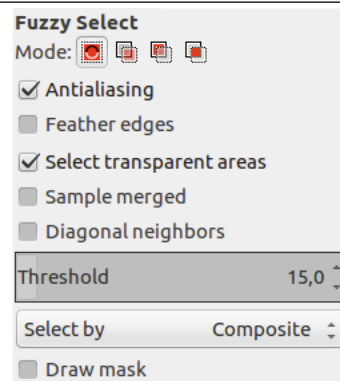 Fuzzy Select
Mode:
Antialiasing
Feather edges
Select transparent areas
Sample merged
Diagonal neighbors
Threshold 15,0
Select by Composite
Draw mask